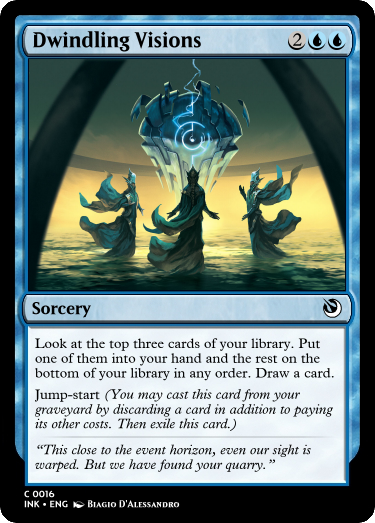 Dwindling Visions 2
Sorcery
Look at the top three cards of your library. Put
one of them into your hand and the rest on the
bottom of your library in any order. Draw a card.
Jump-start (You may cast this card from your
graveyard by discarding a card in addition to paying
its other costs. Then exile this card.)
“This close to the event horizon, even our sight is
warped. But we have found your quarry.”
C 0016
INK • ENG Biagio D'Alessandro